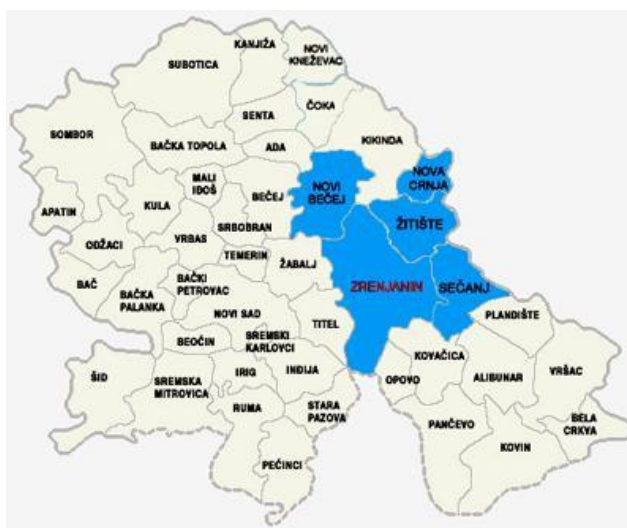 KANJIŽA
NOVI
KNEŽEVAC
SUBOTICA
ČOKA
SENTA
SOMBOR
KIKINDA
BAČKA TOPOLA
ADA
NOVA
CRNJA
MALI
IĐOŠ
NOVI
BEČEJ
BEČEJ
APATIN
KULA
SRBOBRAN
ŽITIŠTE
ODŽACI
VRBAS
TEMERIN
ŽABALJ
BAČ
BAČKI
PETROVAC
ZRENJANIN
SEČANJ
BAČKA
PALANKA
NOVI SAD
TITEL
PLANDIŠTE
BEOČIN
SREMSKI
KARLOVCI
KOVAČICA
ŠID
SREMSKA
MITROVICA
IRIG
INĐIJA
OPOVO
ALIBUNAR
VRŠAC
RUMA
STARA
PAZOVA
PANČEVO
BELA
CRKVA
KOVIN
PEĆINCI